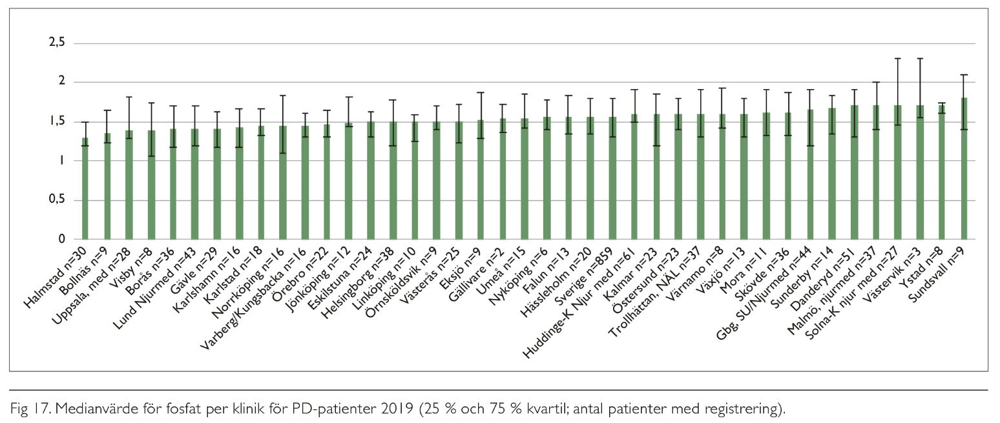 2,5
2
1,5
1
0,5
0
Halmstad n=30
Bollnäs n=9
Uppsala, med n=28
Visby n=8
Borås n=36
Lund Njurmed n=43
Gävle n=29
Karlshamn n=16
Karlstad n=18
Norrköping n=16
Varberg/Kungsbacka n=16
Örebro n=22
Jönköping n=12
Eskilstuna n=24
Helsingborg n=38
Linköping n=10
Örnsköldsvik n=9
Västerås n=25
Eksjö n=9
Gällivare n=2
Umeå n=15
Nyköping n=6
Falun n=13
Hässleholm n=20
Sverige n=859
Huddinge-K Njur med n=61
Kalmar n=23
Östersund n=23
Trollhättan, NÄL n=37
Värnamo n=8
Växjö n=13
Mora n=11
Skövde n=36
Gbg, SU/Njurmed n=44
Sunderby n=14
Danderyd n=51
Malmö, njurmed n=37
Solna-K njur med n=27
Västervik n=3
Ystad n=8
Sundsvall n=9
Fig 17. Medianvärde för fosfat per klinik för PD-patienter 2019 (25 % och 75 % kvartil; antal patienter med registrering).